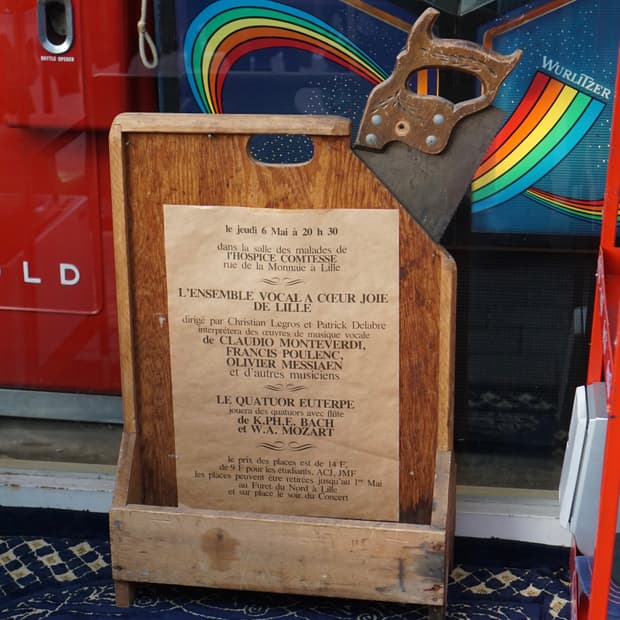 BOTTLE OPENER
WURLITZER
OLD
le jeudi 6 Mai à 20 h 30
dans la salle des malades de
l'HOSPICE COMTESSE
rue de la Monnaie à Lille
L'ENSEMBLE VOCAL A CŒUR JOIE
DE LILLE
dirigé par Christian Legros et Patrick Delabre
interprétera des œuvres de musique vocale
de CLAUDIO MONTEVERDI,
FRANCIS POULENC,
OLIVIER MESSIAEN
et d'autres musiciens
LE QUATUOR EUTERPE
jouera des quatuors avec flûte
de K.PH.E. BACH
et W.A. MOZART
le prix des places est de 14 F,
de 9 F pour les étudiants, ACJ, JMF
les places peuvent être retirées jusqu'au 1er Mai
au Furet du Nord à Lille
et sur place le soir du Concert